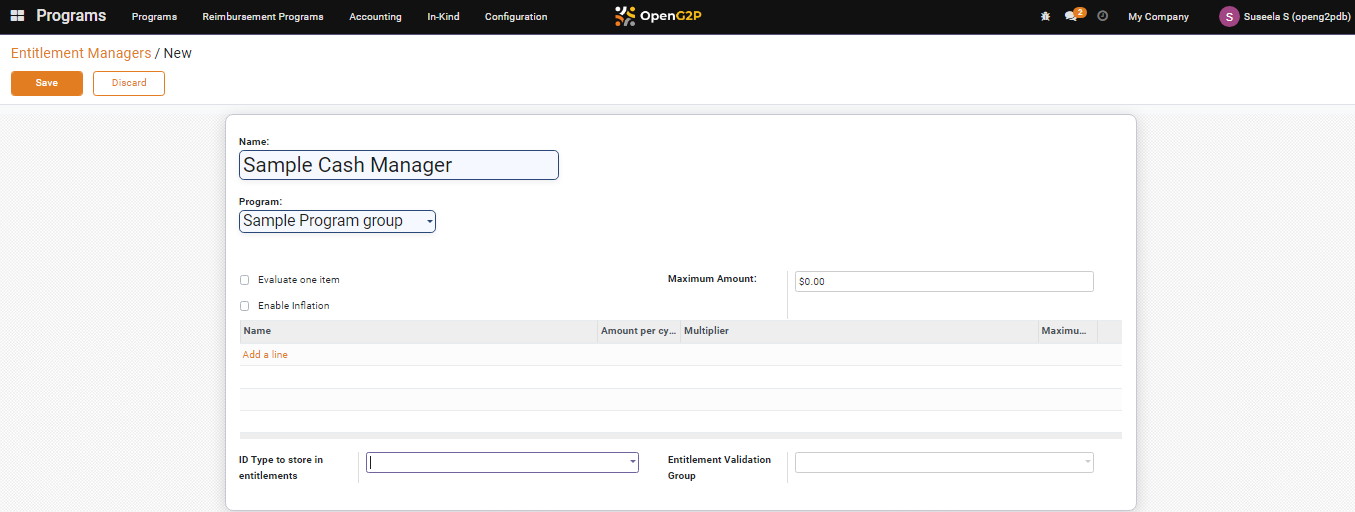 Programs Programs Reimbursement Programs Accounting In-Kind Configuration OpenG2P 2 My Company S Suseela S (openg2pdb)
Entitlement Managers / New
Save Discard
Name:
Sample Cash Manager
Program:
Sample Program group
Evaluate one item Maximum Amount: $0.00
Enable Inflation
Name Amount per cy... Multiplier Maximu...
Add a line
ID Type to store in entitlements Entitlement Validation Group